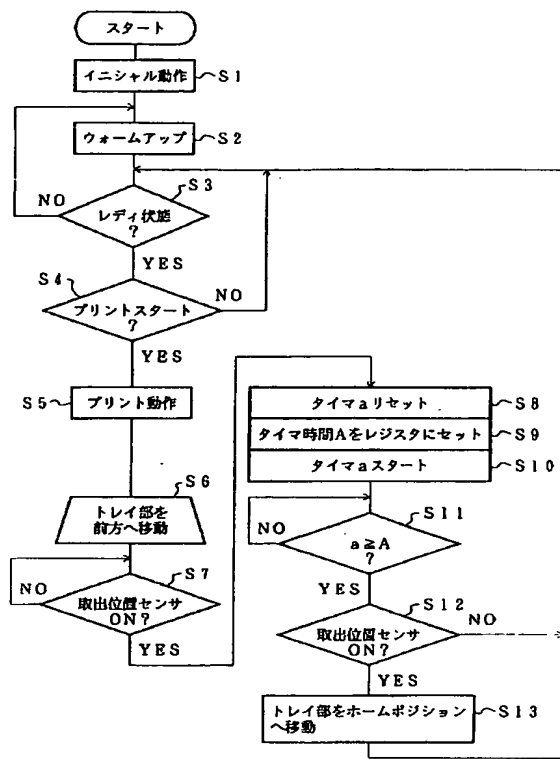 スタート
イニシャル動作
S1
ウォームアップ
S2
S3
NO
レディ状態
?
YES
S4
プリントスタート
?
NO
YES
S5
プリント動作
S6
トレイ部を
前方へ移動
S7
NO
取出位置センサ
ON?
YES
タイマaリセット
S8
タイマ時間Aをレジスタにセット
S9
タイマaスタート
S10
S11
NO
a≧A
?
YES
S12
取出位置センサ
ON?
NO
YES
トレイ部をホームポジション
へ移動
S13